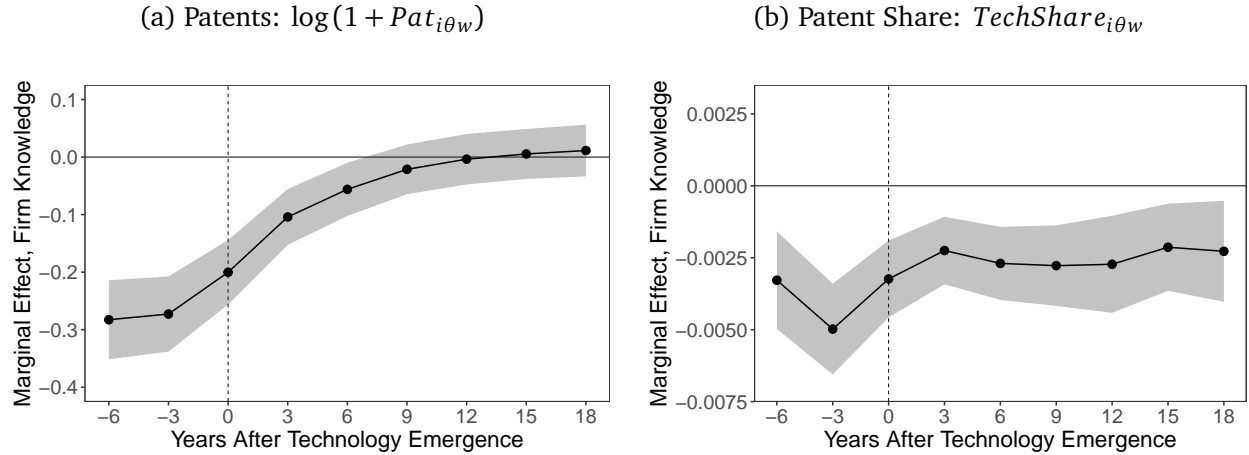 (a) Patents: log(1 + Pat_{iθw})
(b) Patent Share: TechShare_{iθw}
Marginal Effect, Firm Knowledge
0.1
0.0
−0.1
−0.2
−0.3
−0.4
−6 −3 0 3 6 9 12 15 18
Years After Technology Emergence
Marginal Effect, Firm Knowledge
0.0025
0.0000
−0.0025
−0.0050
−0.0075
−6 −3 0 3 6 9 12 15 18
Years After Technology Emergence